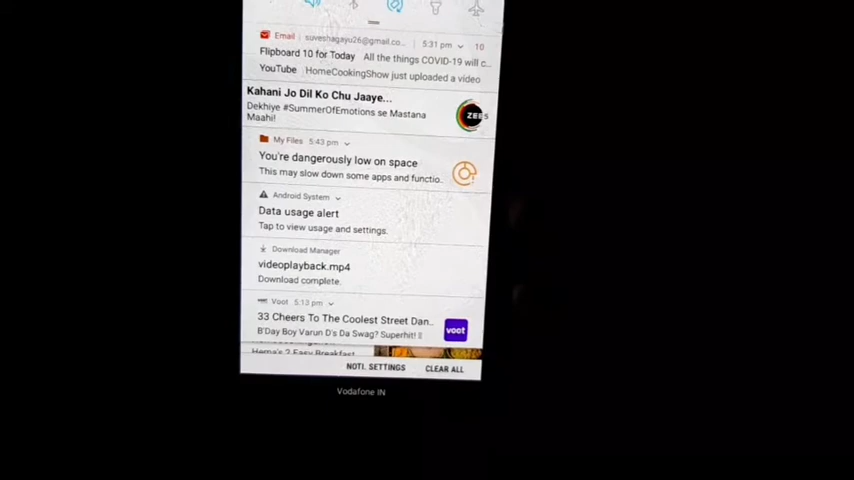 Email suveshagayu26@gmail.co... 5:31 pm 10
Flipboard 10 for Today All the things COVID-19 will c...
YouTube HomeCookingShow just uploaded a video
Kahani Jo Dil Ko Chu Jaaye...
Dekhiye #SummerOfEmotions se Mastana
Maahi!
ZEE5
My Files 5:43 pm
You're dangerously low on space
This may slow down some apps and functio..
Android System
Data usage alert
Tap to view usage and settings.
Download Manager
videoplayback.mp4
Download complete.
Voot 5:13 pm
33 Cheers To The Coolest Street Dan..
B'Day Boy Varun D's Da Swag? Superhit!
voot
Hema's 2 Easy Breakfast
NOTI. SETTINGS CLEAR ALL
Vodafone IN